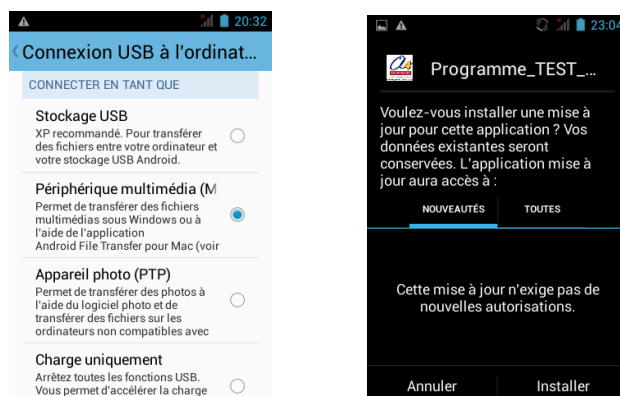 20:32
Connexion USB à l'ordinat...
CONNECTER EN TANT QUE
Stockage USB
XP recommandé. Pour transférer
des fichiers entre votre ordinateur et
votre stockage USB Android.
Périphérique multimédia (M
Permet de transférer des fichiers
multimédias sous Windows ou à
l'aide de l'application
Android File Transfer pour Mac (voir
Appareil photo (PTP)
Permet de transférer des photos à
l'aide du logiciel photo et de
transférer des fichiers sur les
ordinateurs non compatibles avec
Charge uniquement
Arrêtez toutes les fonctions USB.
Vous permet d'accélérer la charge
23:04
Programme_TEST_...
Voulez-vous installer une mise à
jour pour cette application ? Vos
données existantes seront
conservées. L'application mise à
jour aura accès à :
NOUVEAUTÉS TOUTES
Cette mise à jour n'exige pas de
nouvelles autorisations.
Annuler Installer